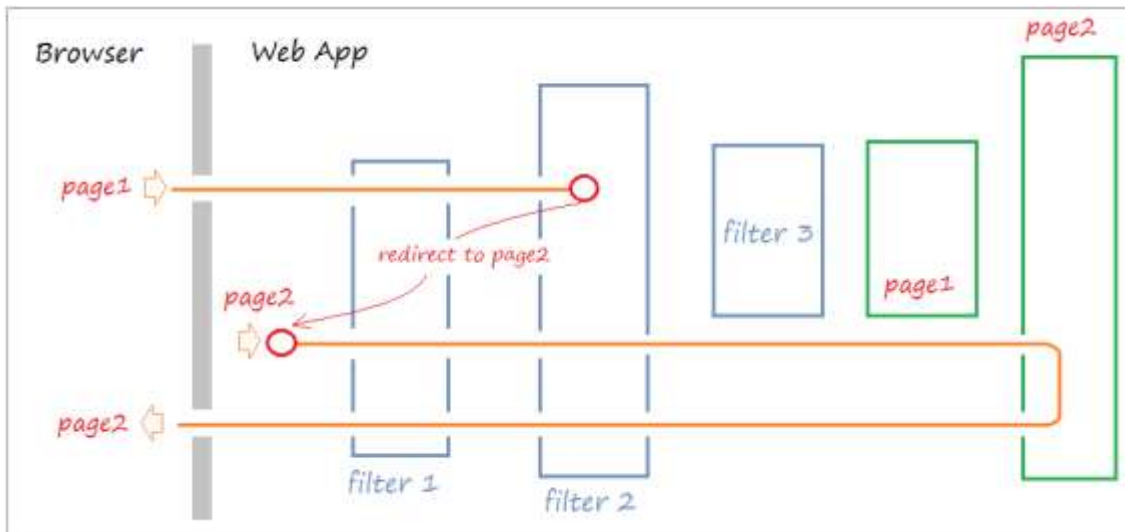 page2
Browser
Web App
page1
filter 3
redirect to page2
page1
page2
page2
filter 1
filter 2